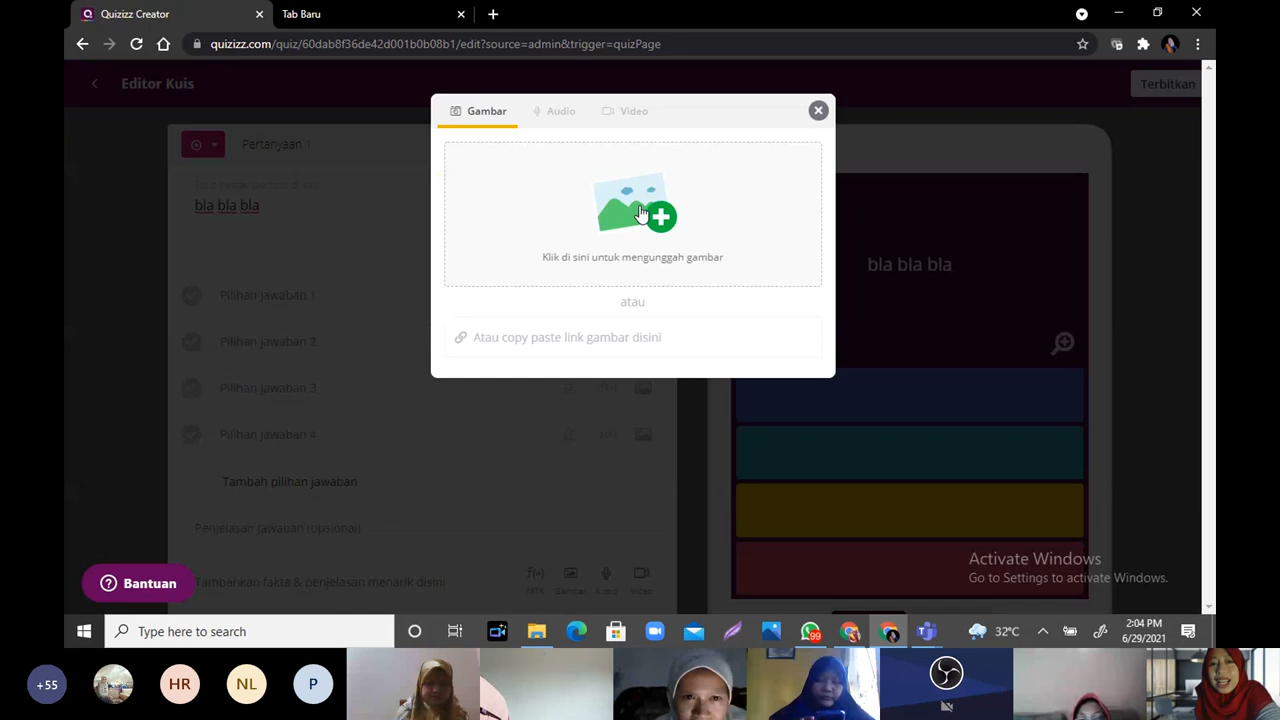 Quizizz Creator
Tab Baru
quizizz.com/quiz/60dab8f36de42d001b0b08b1/edit?source=admin&trigger=quizPage
Editor Kuis
Terbitkan
Gambar
Audio
Video
Pertanyaan 1
bla bla bla
Klik di sini untuk mengunggah gambar
bla bla bla
Pilihan jawaban 1
atau
Pilihan jawaban 2
Atau copy paste link gambar disini
Pilihan jawaban 3
Pilihan jawaban 4
Tambah pilihan jawaban
Penjelasan jawaban (opsional)
Bantuan
Tambahkan fakta & penjelasan menarik disini
Gambar
Video
Activate Windows
Go to Settings to activate Windows.
Type here to search
99
32°C
2:04 PM
6/29/2021
+55
HR
NL
P